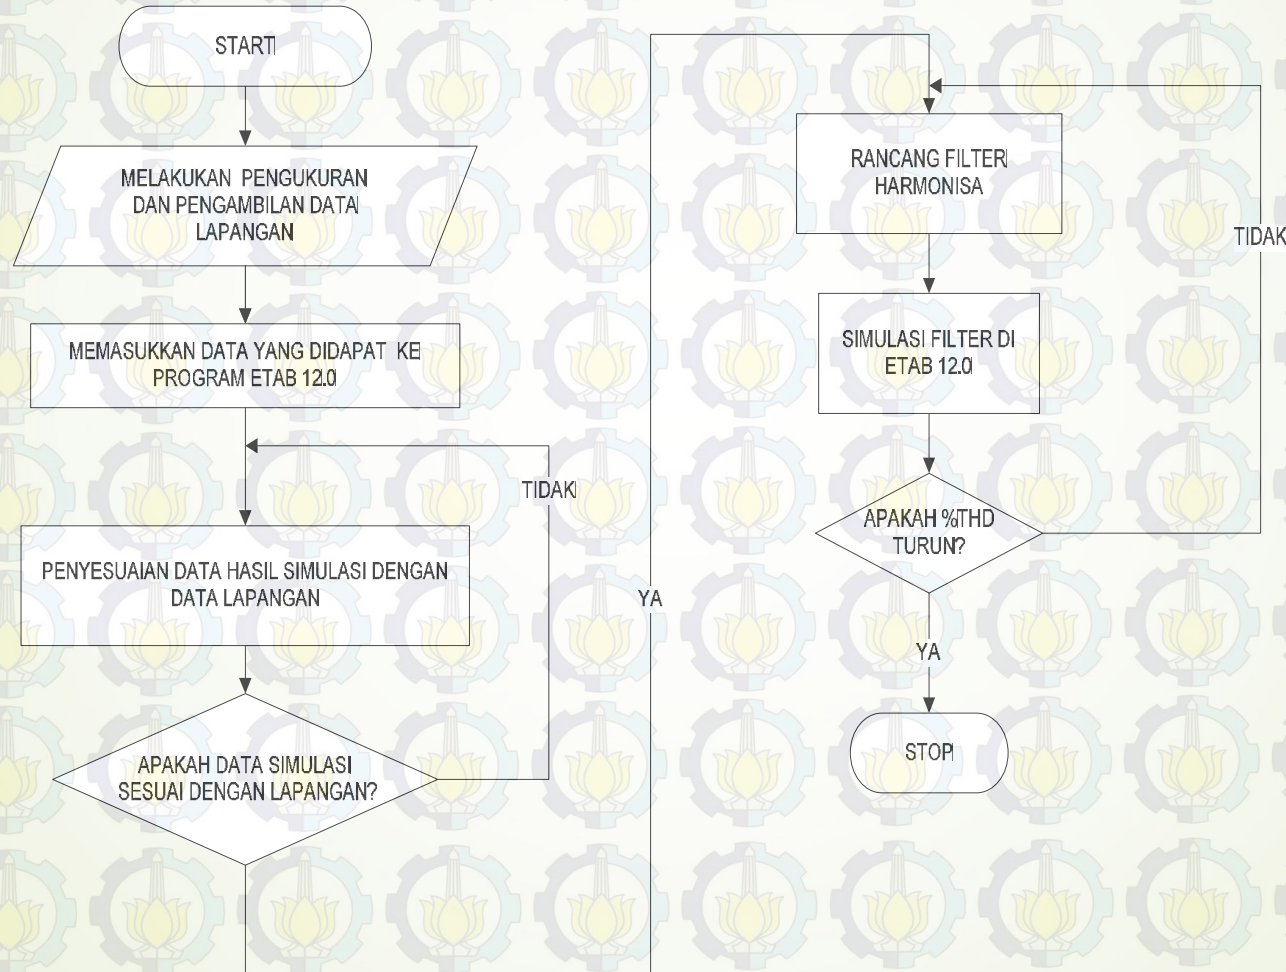 START
MELAKUKAN PENGUKURAN
DAN PENGAMBILAN DATA
LAPANGAN
MEMASUKKAN DATA YANG DIDAPAT KE
PROGRAM ETAB 12.0
TIDAK
PENYESUAIAN DATA HASIL SIMULASI DENGAN
DATA LAPANGAN
APAKAH DATA SIMULASI
SESUAI DENGAN LAPANGAN?
YA
RANCANG FILTER
HARMONISA
TIDAK
SIMULASI FILTER DI
ETAB 12.0
APAKAH %THD
TURUN?
YA
STOP